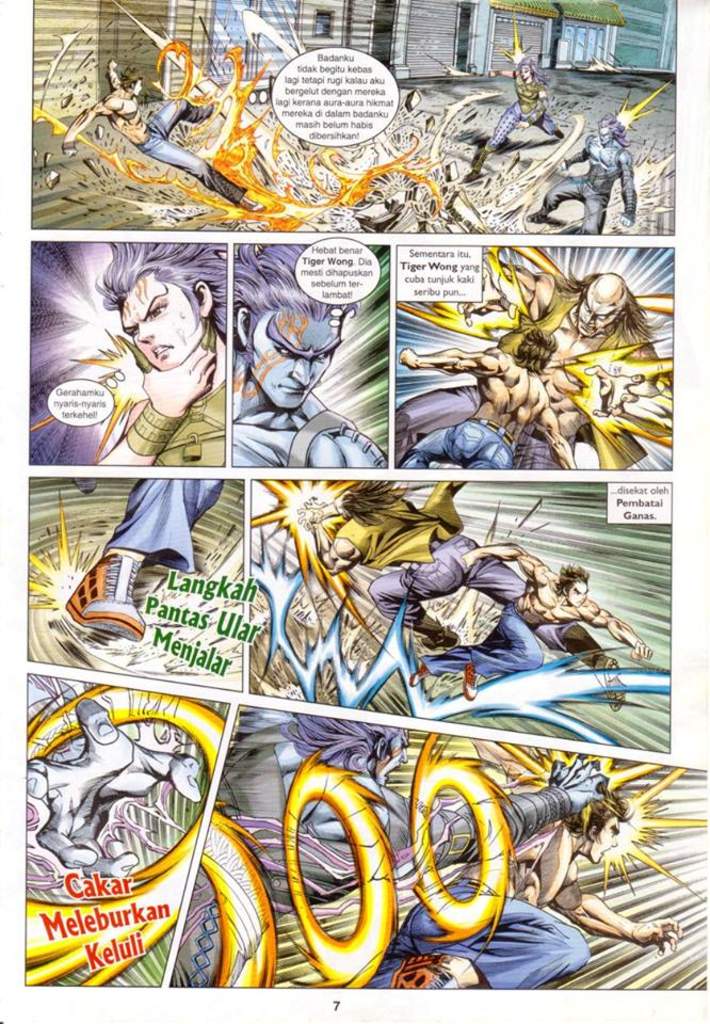 Badanku
tidak begitu kebas
lagi tetapi rugi kalau aku
bergelut dengan mereka
lagi kerana aura-aura hikmat
mereka di dalam badanku
masih belum habis
dibersihkan!
Gerahamku
nyaris-nyaris
terkehel!
Hebat benar
Tiger Wong. Dia
mesti dihapuskan
sebelum ter-
lambat!
Sementara itu,
Tiger Wong yang
cuba tunjuk kaki
seribu pun...
Langkah
Pantas Ular
Menjalar
...disekat oleh
Pembatai
Ganas.
Cakar
Meleburkan
Keluli
7